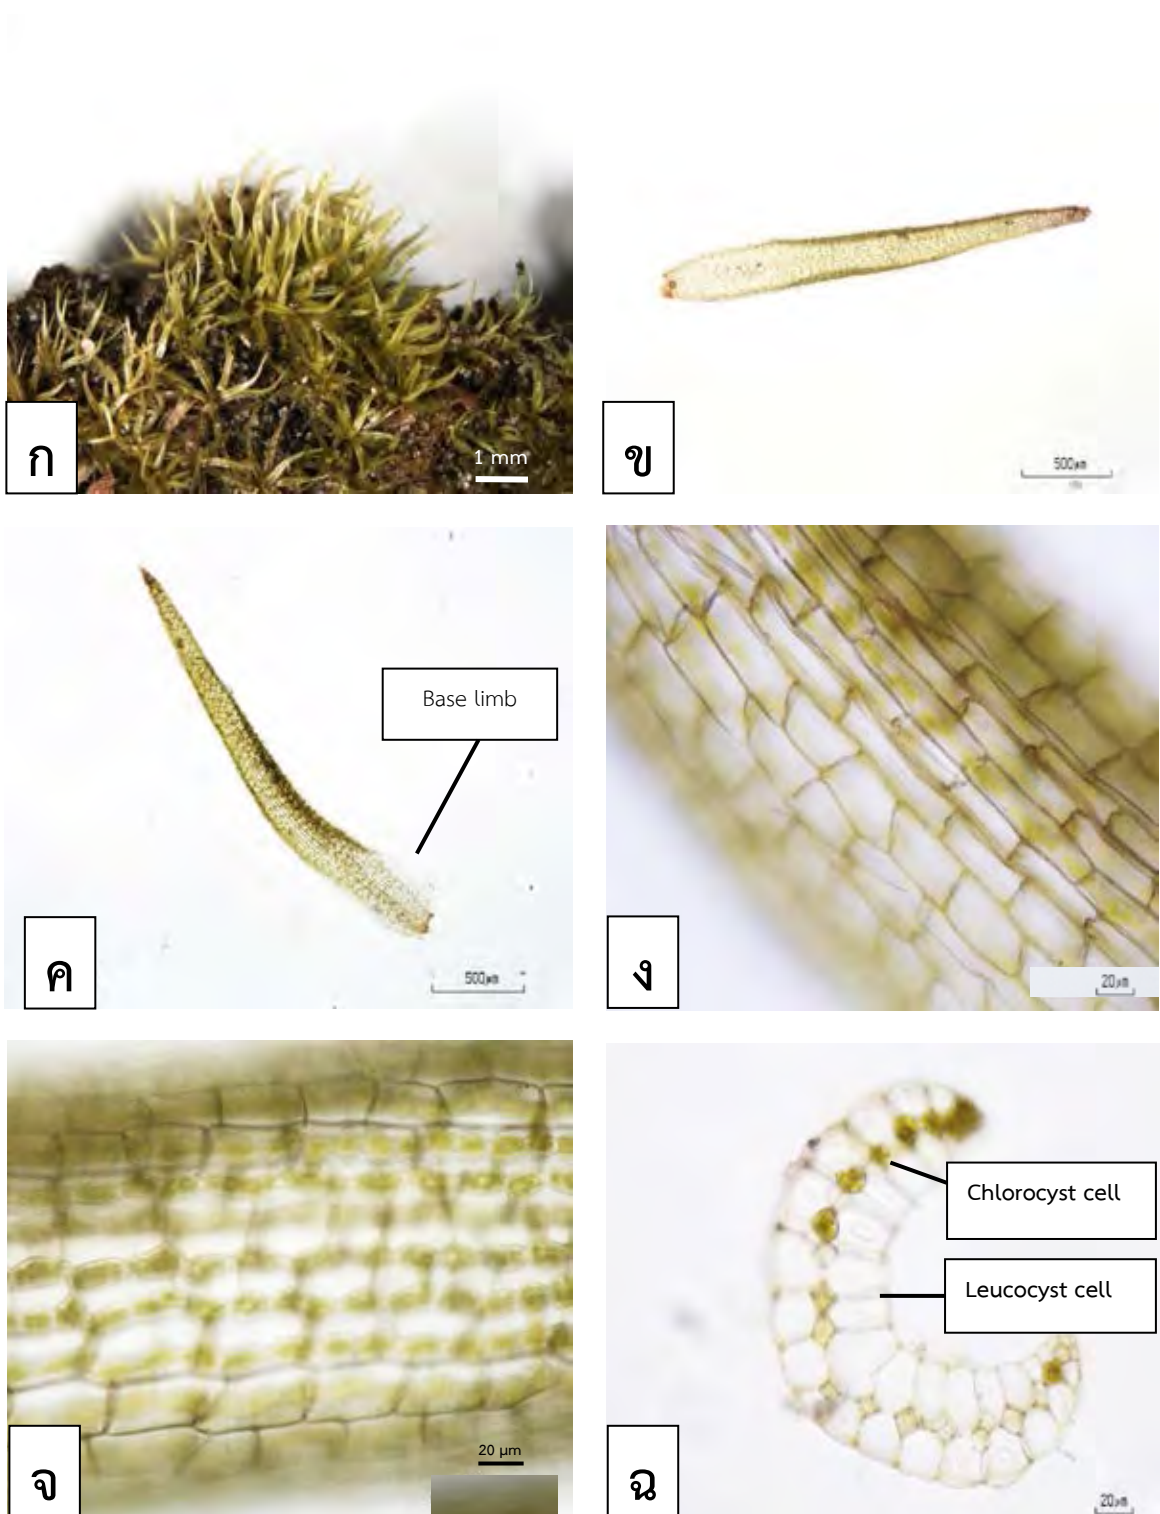 ก
1 mm
ข
500µm
Base limb
ค
500µm
ง
20µm
จ
20 µm
Chlorocyst cell
Leucocyst cell
ฉ
20µm